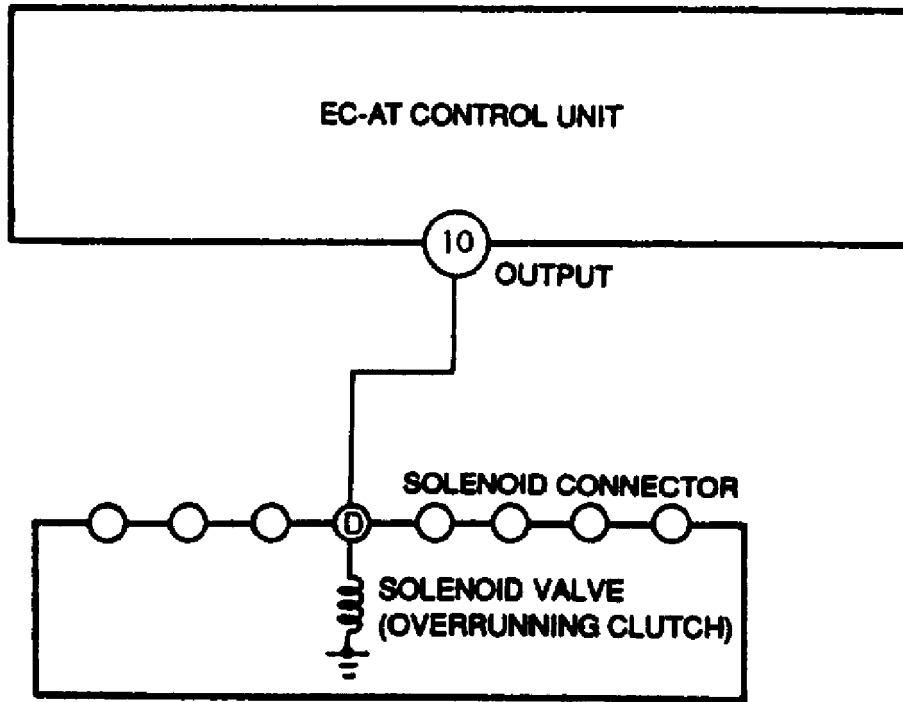 EC-AT CONTROL UNIT
10
OUTPUT
SOLENOID CONNECTOR
D
SOLENOID VALVE
(OVERRUNNING CLUTCH)